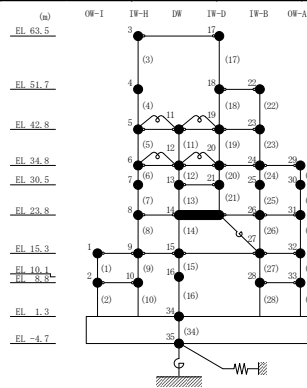 (m) OW-I IW-H DW IW-D IW-B OW-A
EL 63.5 3 17
(3) (17)
EL 51.7 4 18 22
(4) (18) (22)
11 19
EL 42.8 5 23
(5) 12 (11) 20 (19) (23)
EL 34.8 6 24 29
(6) (12) (20) (24)
EL 30.5 7 13 21 25 30
(7) (13) (21) (25)
EL 23.8 8 14 26 31
(8) (14) 27 (26)
EL 15.3 1 9 15 32
(1) (9) (15) (27)
EL 10.1 16
EL 8.8 2 10 28 33
(2) (10) (16) (28)
EL 1.3 34
(34)
EL -4.7 35